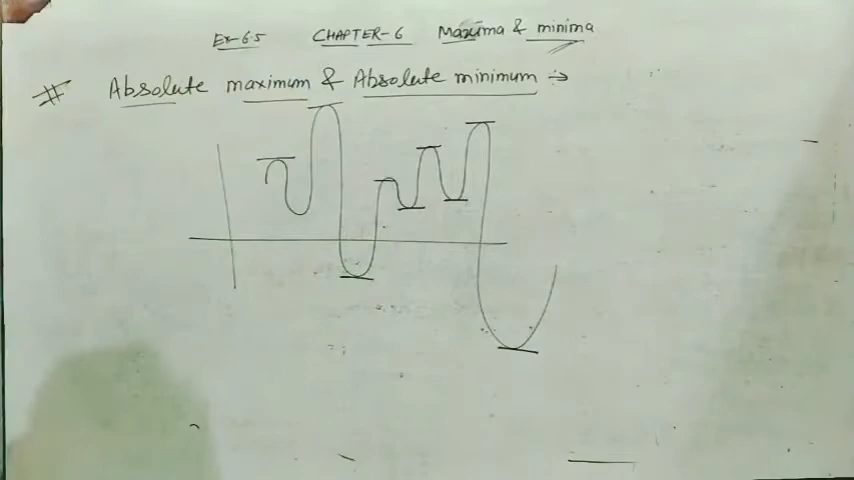 Ex-6.5 CHAPTER-6 Maxima & minima
# Absolute maximum & Absolute minimum →